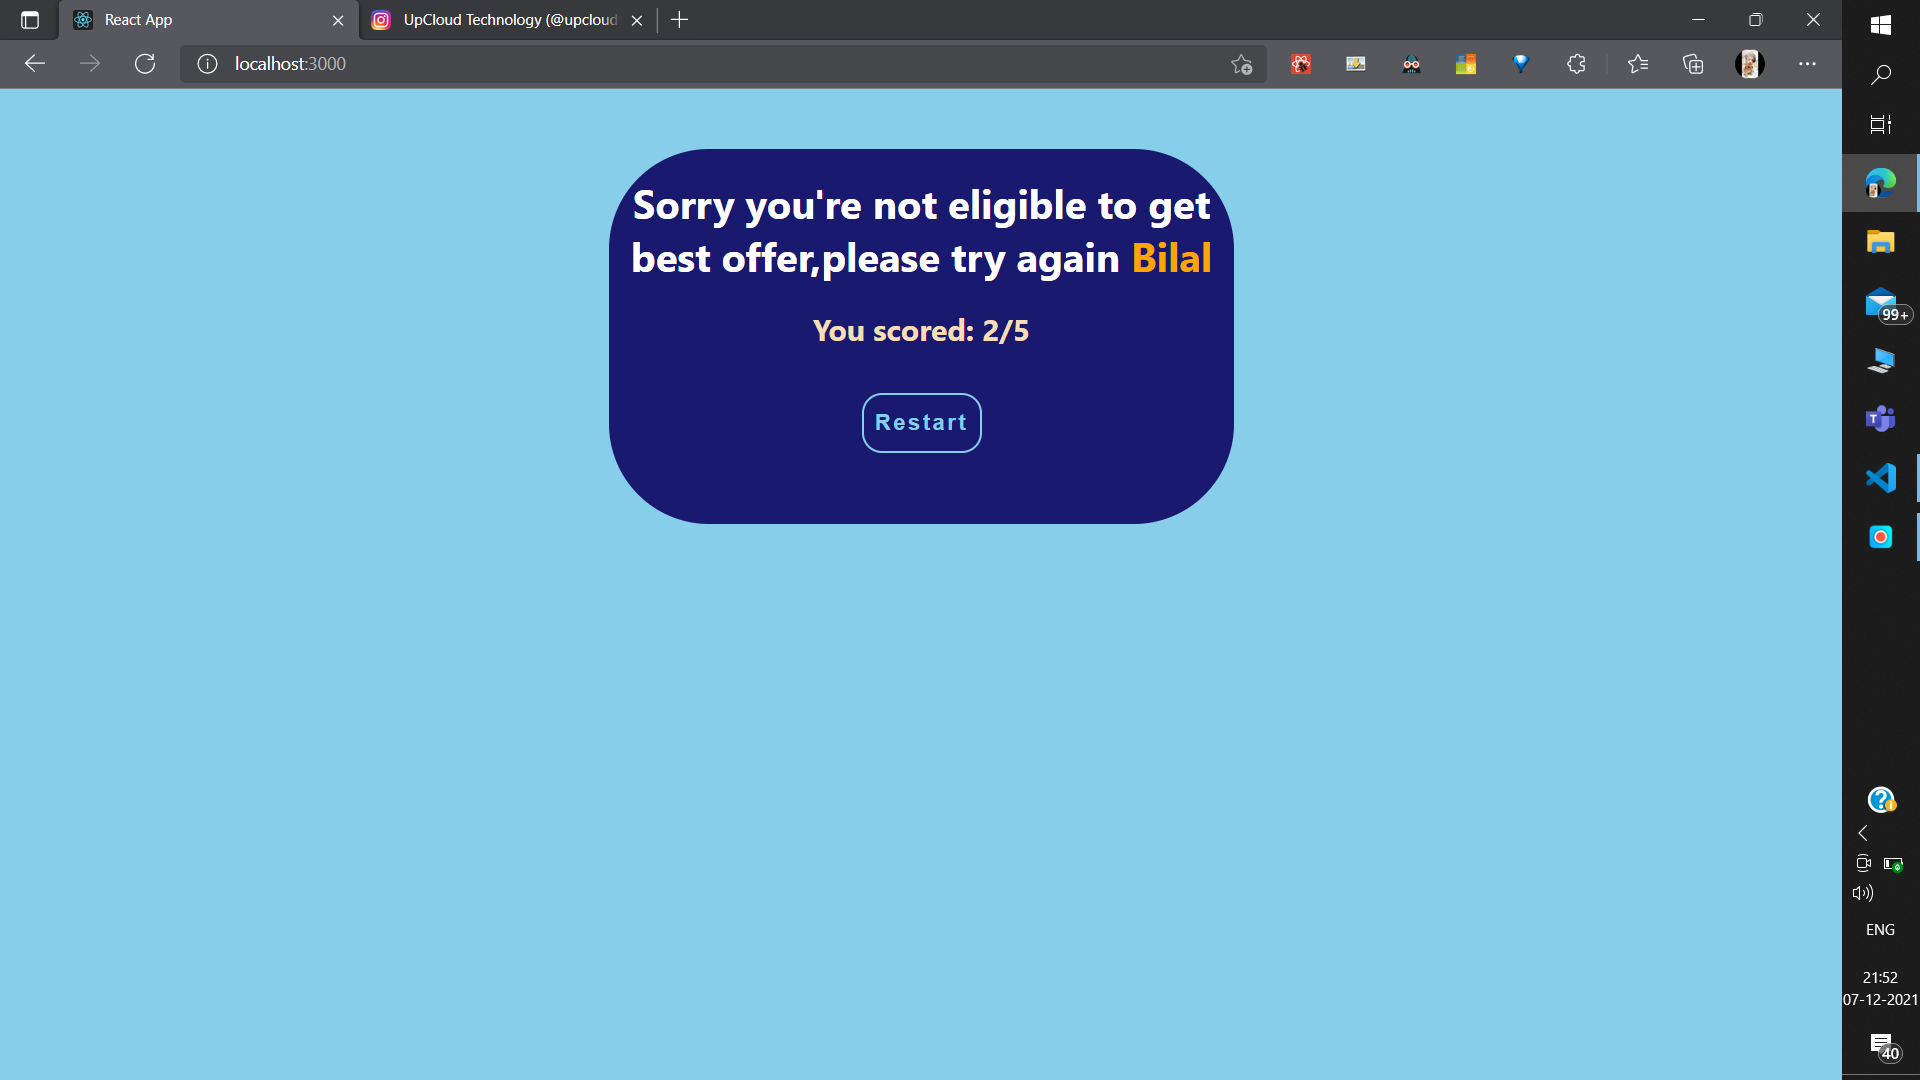 React App
UpCloud Technology (@upcloud
localhost:3000
Sorry you're not eligible to get
best offer,please try again Bilal
You scored: 2/5
Restart
99+
ENG
21:52
07-12-2021
40